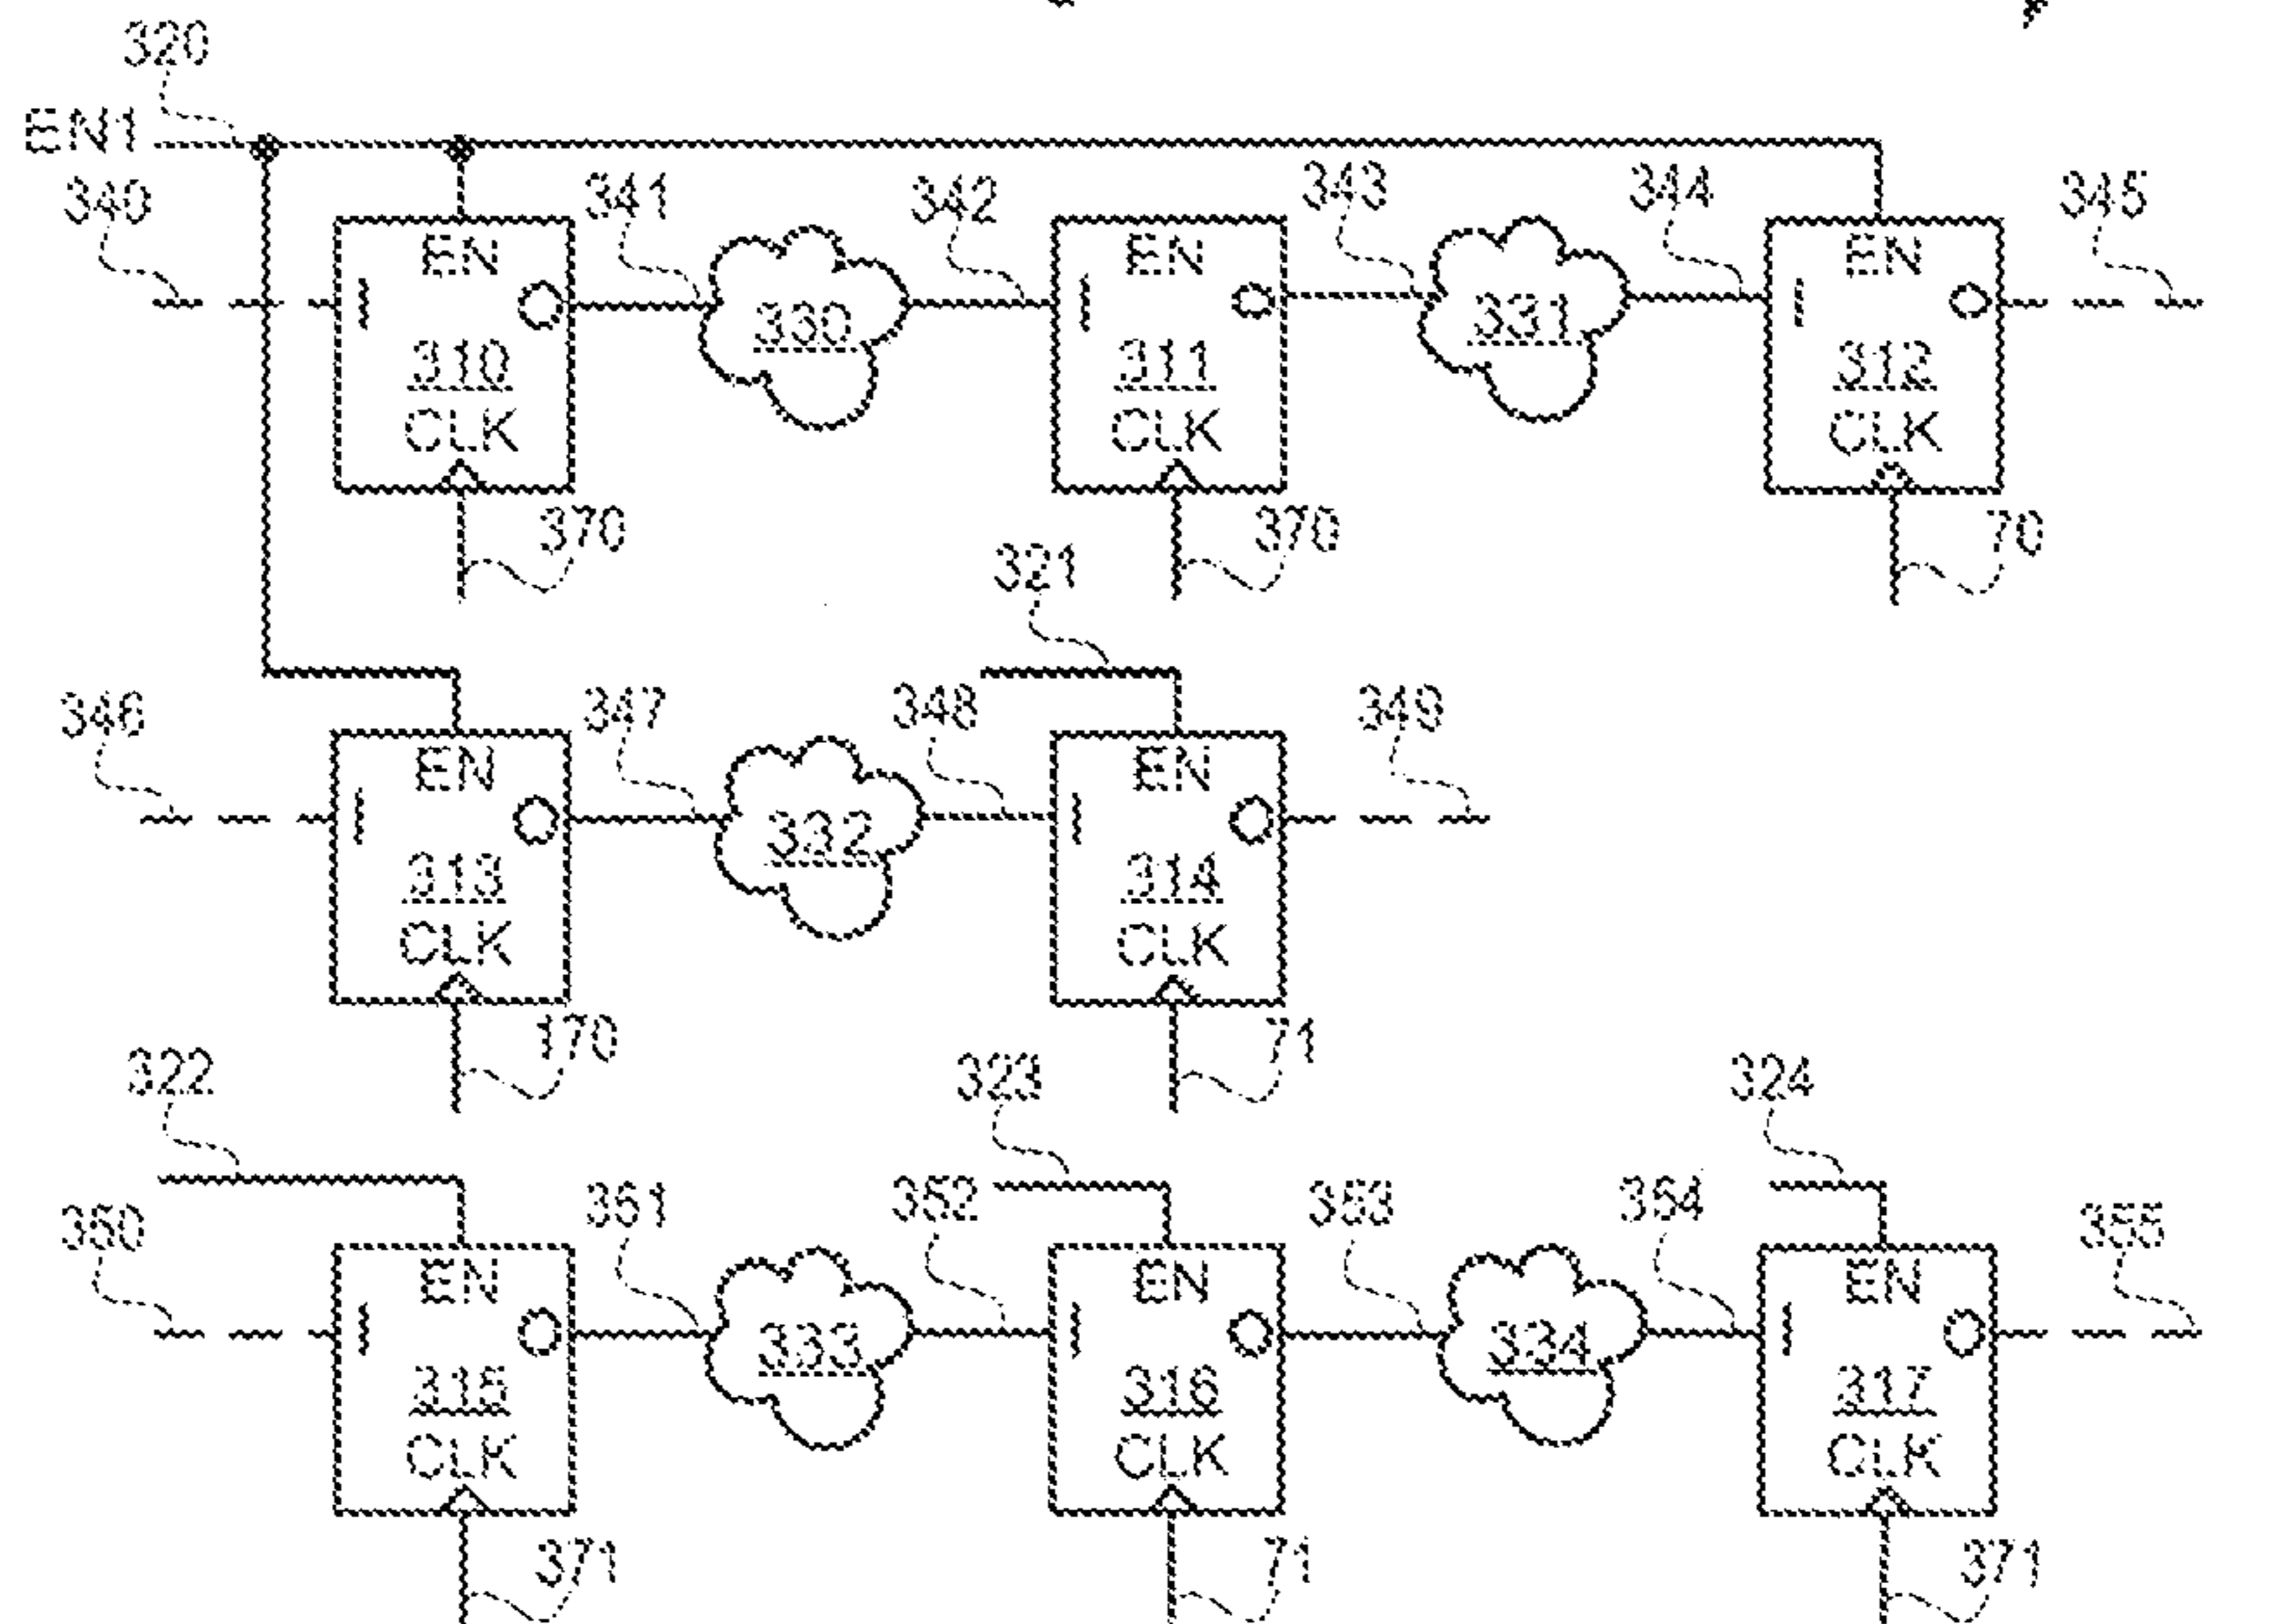 320
EN1
340 341 342 343 344 345
EN EN EN
I O 330 I O 331 I O
310 311 312
CLK CLK CLK
370 370 70
321
346 347 348 349
EN EN
I O 332 I O
313 314
CLK CLK
170 71
322 323 324
350 351 352 353 354 355
EN EN EN
I O 333 I O 334 I O
315 316 317
CLK CLK CLK
371 71 371